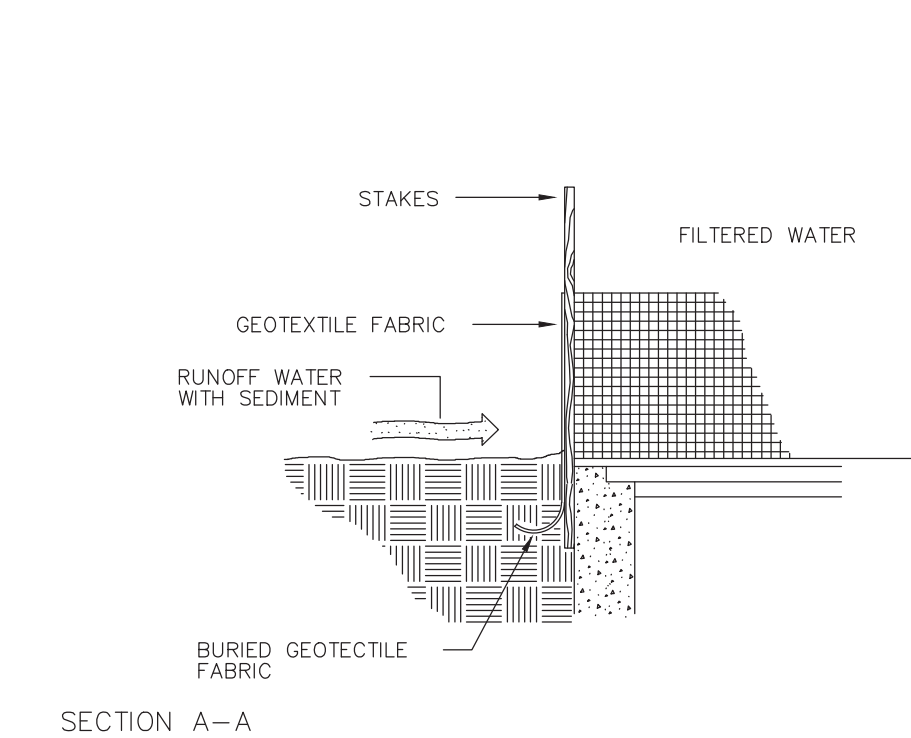 STAKES
FILTERED WATER
GEOTEXTILE FABRIC
RUNOFF WATER
WITH SEDIMENT
BURIED GEOTECTILE
FABRIC
SECTION A-A